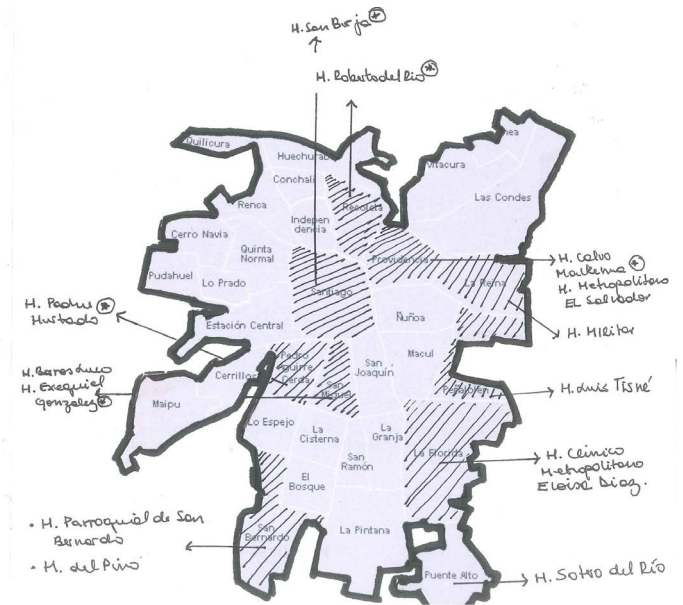 H. San Borja *
H. Roberto del Río *
Quilicura
Huechuraba
Conchalí
Vitacura
Las Condes
Renca
Recoleta
Indepen
dencia
Cerro Navia
Quinta
Normal
Providencia
La Reina
Pudahuel
Lo Prado
Santiago
Ñuñoa
Estación Central
H. Calvo
Mackenna *
H. Metropolitano
EL Salvador
H. Militar
H. Padre *
Hurtado
Pedro
Aguirre
Cerda
Macul
San
Joaquín
Cerrillos
San
Miguel
H. Barros Luco
H. Exequiel
González *
Maipu
Peñalolén
H. Luis Tisné
Lo Espejo
La
Cisterna
La
Granja
San
Ramón
La Florida
H. Clínico
Metropolitano
Eloísa Díaz.
El
Bosque
• H. Parroquial de San
Bernardo
• H. del Pino
San
Bernardo
La Pintana
Puente Alto
H. Sotero del Río